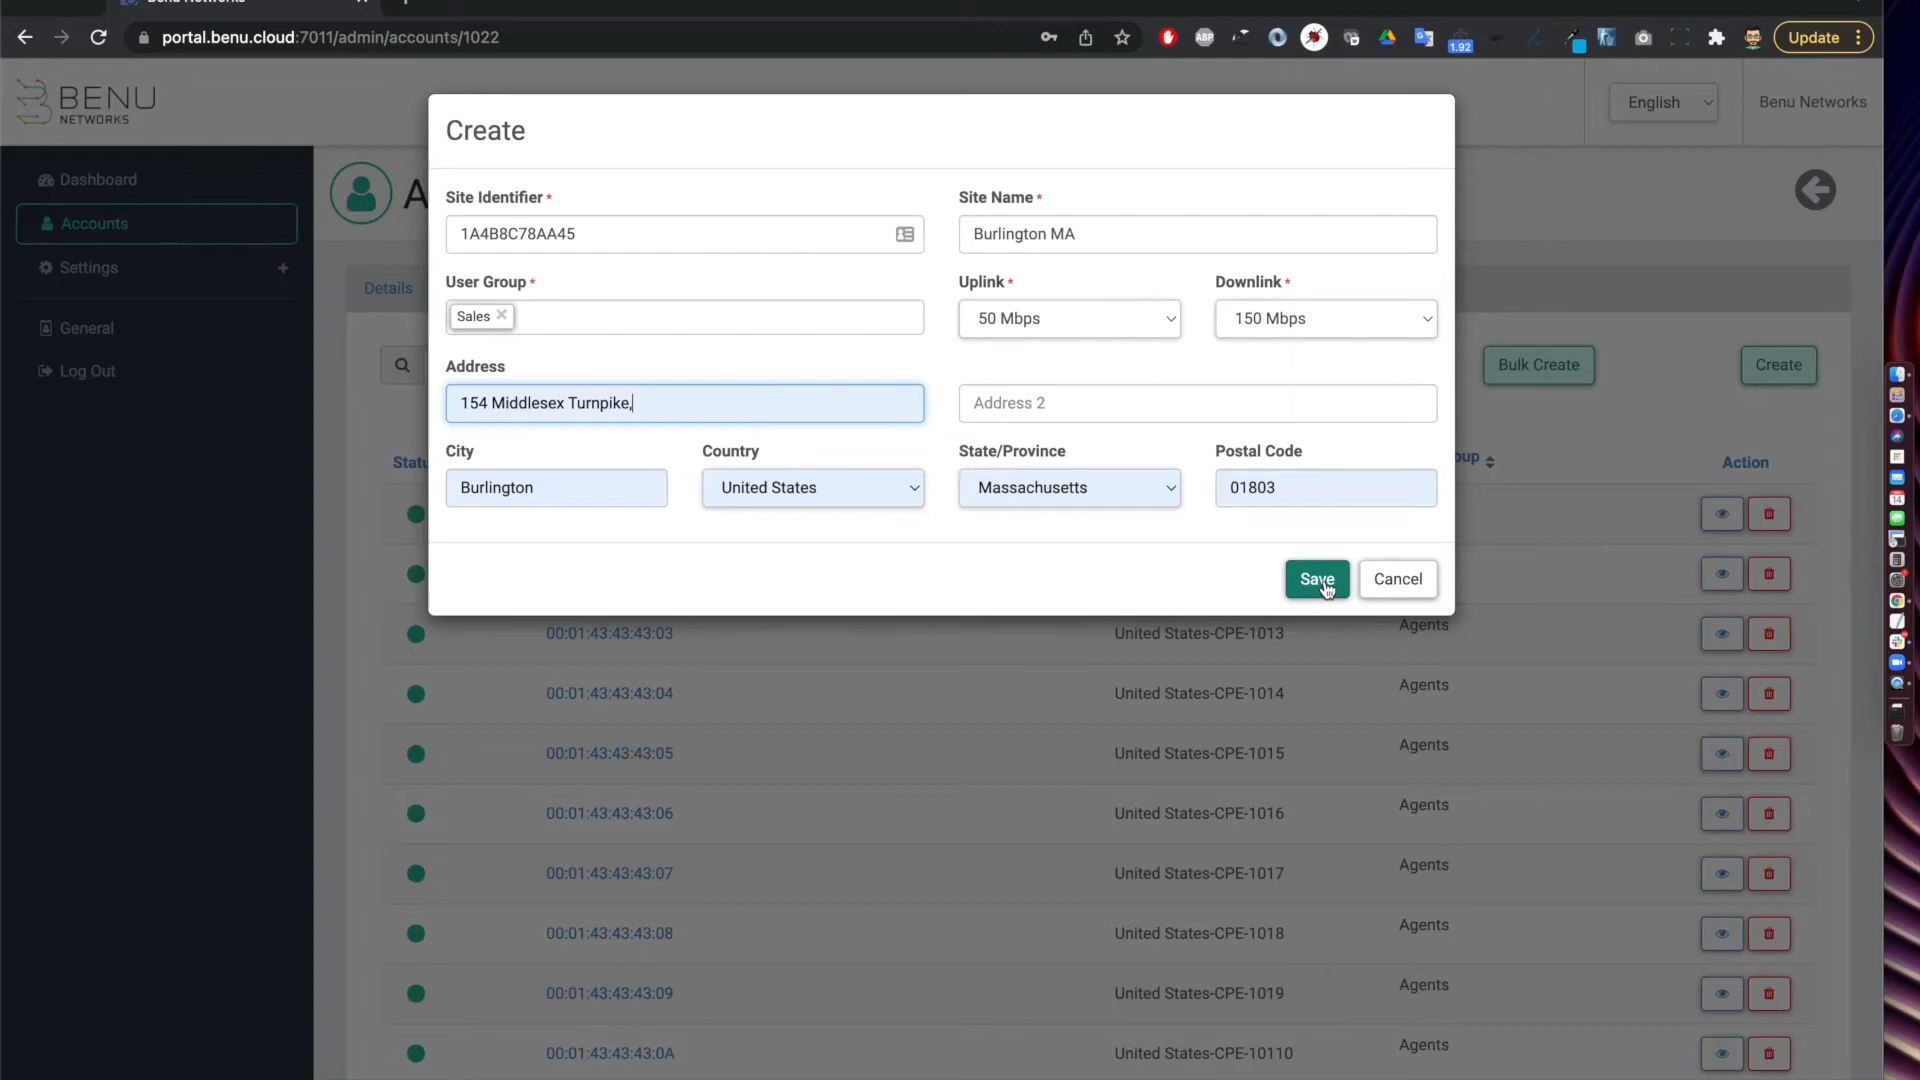 portal.benu.cloud:7011/admin/accounts/1022
ABP
1.92
Update
BENU
NETWORKS
English
Benu Networks
Dashboard
Accounts
Settings
General
Log Out
A
Details
Create
Site Identifier *
1A4B8C78AA45
Site Name *
Burlington MA
User Group *
Sales
Uplink *
50 Mbps
Downlink *
150 Mbps
Address
154 Middlesex Turnpike,
Address 2
City
Burlington
Country
United States
State/Province
Massachusetts
Postal Code
01803
Save
Cancel
Bulk Create
Create
Statu
oup
Action
00:01:43:43:43:03
United States-CPE-1013
Agents
00:01:43:43:43:04
United States-CPE-1014
Agents
00:01:43:43:43:05
United States-CPE-1015
Agents
00:01:43:43:43:06
United States-CPE-1016
Agents
00:01:43:43:43:07
United States-CPE-1017
Agents
00:01:43:43:43:08
United States-CPE-1018
Agents
00:01:43:43:43:09
United States-CPE-1019
Agents
00:01:43:43:43:0A
United States-CPE-10110
Agents
14